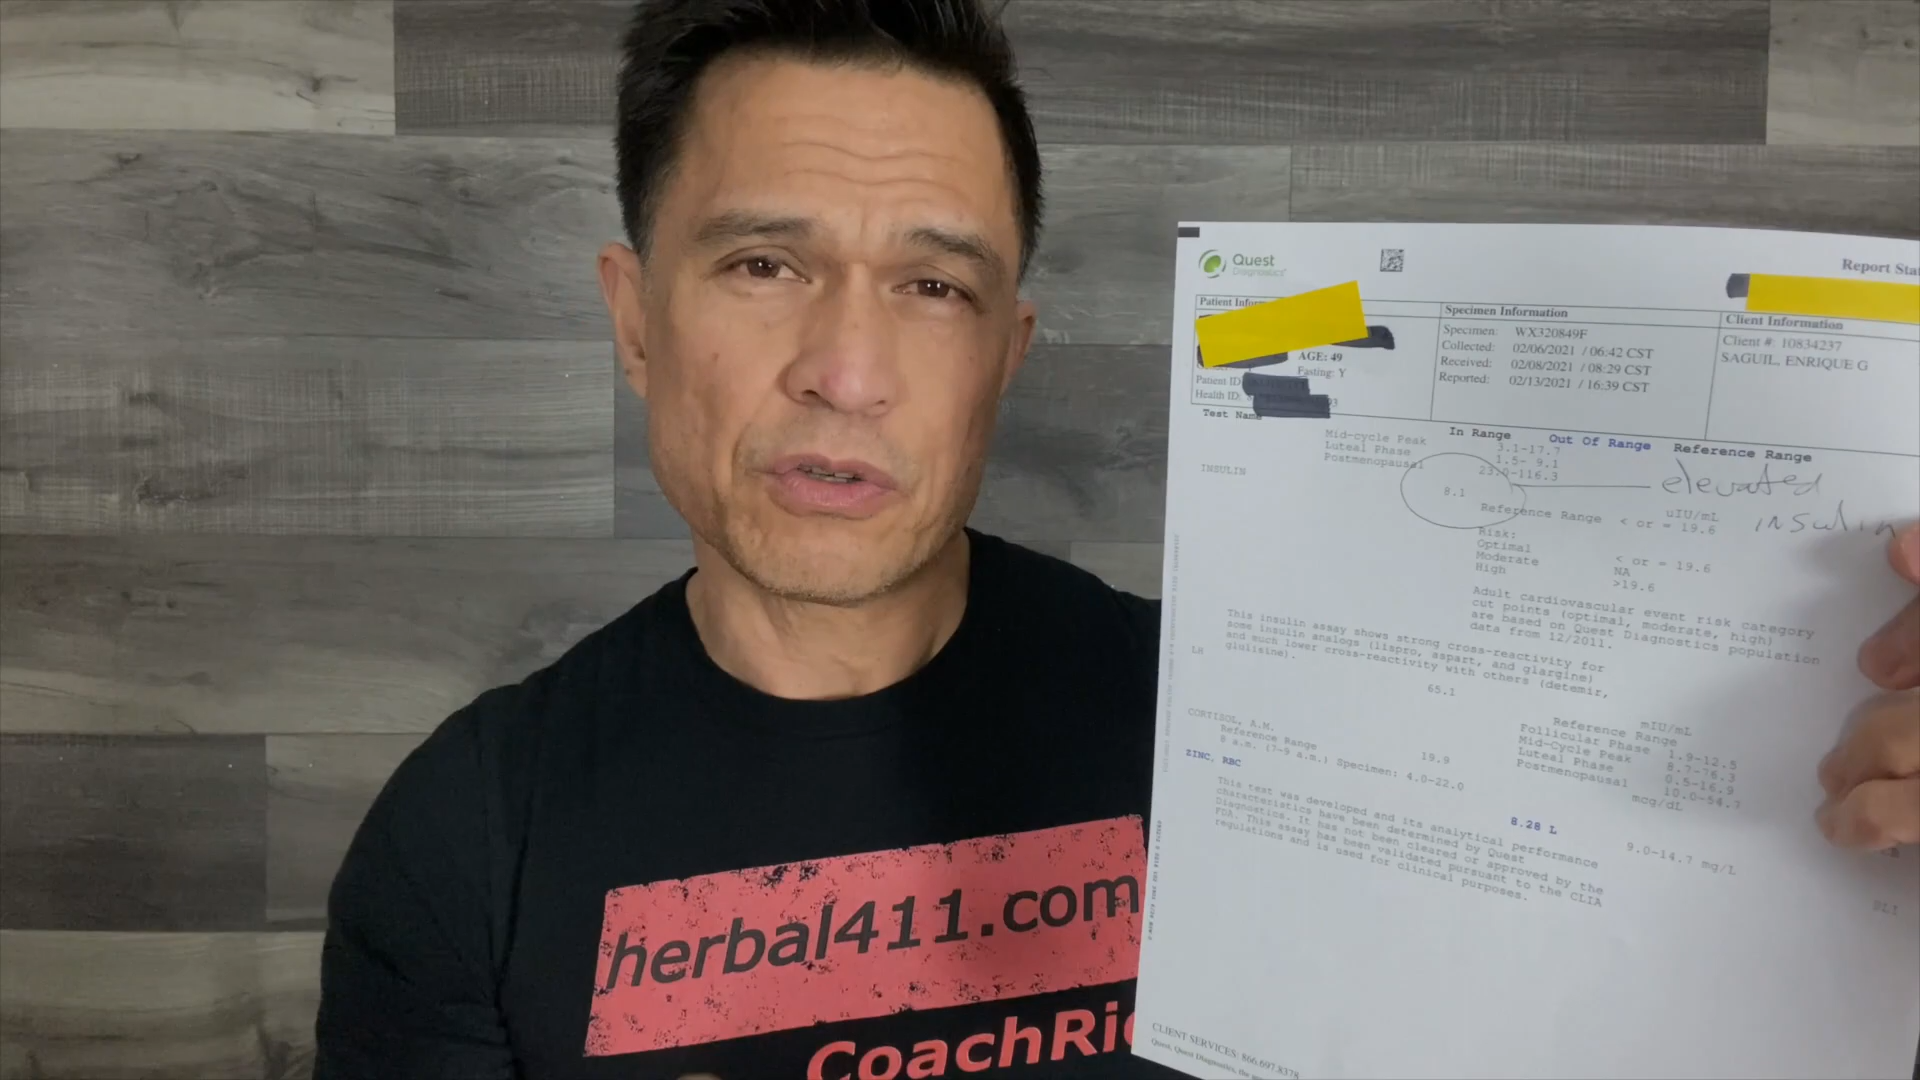 Quest
Diagnostics
Report Sta
Patient Infor
Specimen Information
Client Information
Specimen: WX320849F
Client #: 10834237
AGE: 49
Collected: 02/06/2021 / 06:42 CST
SAGUIL, ENRIQUE G
Fasting: Y
Received: 02/08/2021 / 08:29 CST
Patient ID
Reported: 02/13/2021 / 16:39 CST
Health ID:
Test Name
In Range Out Of Range Reference Range
Mid-cycle Peak 3.1-17.7
Luteal Phase 1.5- 9.1
Postmenopausal 23.0-116.3
INSULIN
8.1
elevated
insulin
uIU/mL
Reference Range < or = 19.6
Risk:
Optimal < or = 19.6
Moderate NA
High >19.6
Adult cardiovascular event risk category
cut points (optimal, moderate, high)
are based on Quest Diagnostics population
data from 12/2011.
This insulin assay shows strong cross-reactivity for
some insulin analogs (lispro, aspart, and glargine)
and much lower cross-reactivity with others (detemir,
glulisine).
LH
65.1
mIU/mL
Reference Range
Follicular Phase 1.9-12.5
Mid-Cycle Peak 8.7-76.3
Luteal Phase 0.5-16.9
Postmenopausal 10.0-54.7
CORTISOL, A.M.
19.9
mcg/dL
Reference Range
8 a.m. (7-9 a.m.) Specimen: 4.0-22.0
ZINC, RBC
8.28 L
9.0-14.7 mg/L
This test was developed and its analytical performance
characteristics have been determined by Quest
Diagnostics. It has not been cleared or approved by the
FDA. This assay has been validated pursuant to the CLIA
regulations and is used for clinical purposes.
CLIENT SERVICES: 866.697.8378
herbal411.com
CoachRi